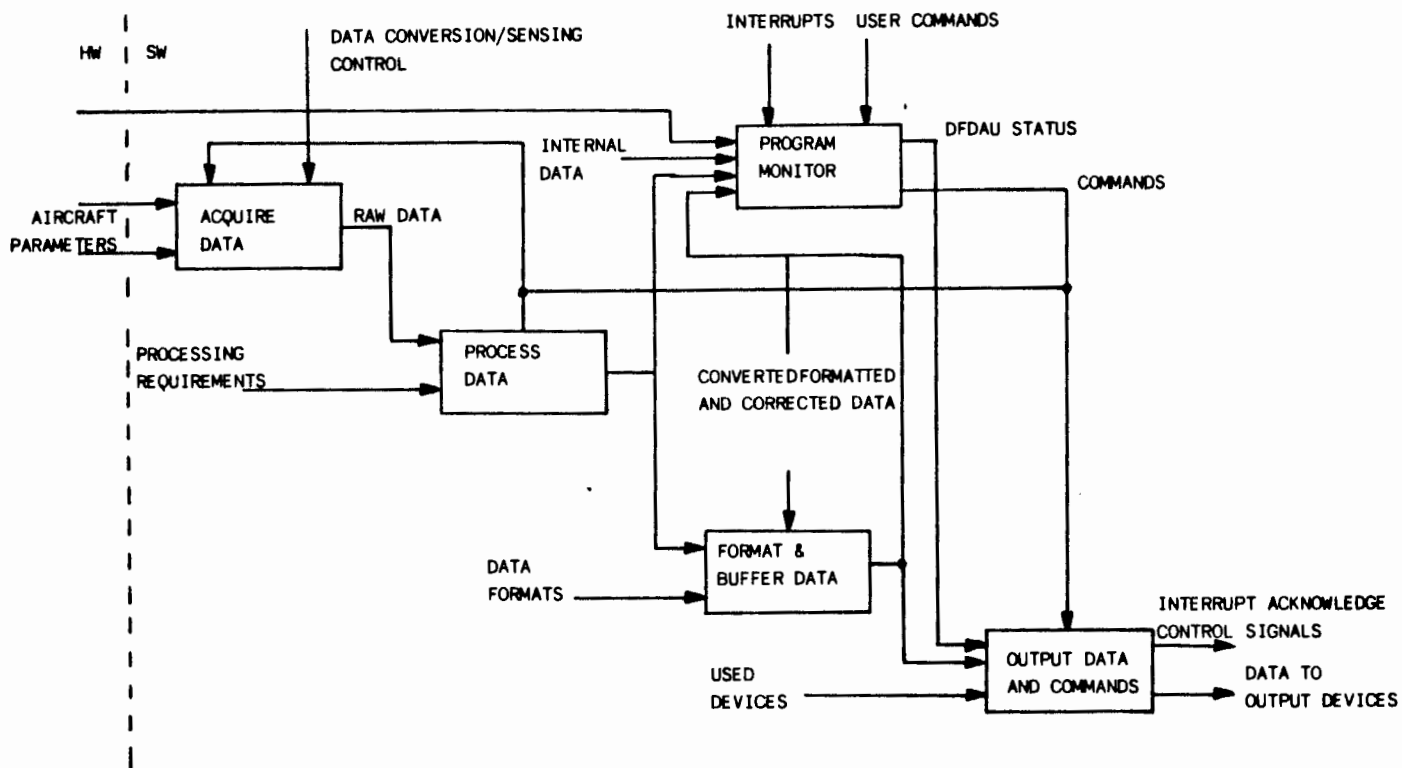 INTERRUPTS USER COMMANDS
HW SW
DATA CONVERSION/SENSING
CONTROL
INTERNAL
DATA
PROGRAM
MONITOR
DFDAU STATUS
COMMANDS
AIRCRAFT
PARAMETERS
ACQUIRE
DATA
RAW DATA
PROCESSING
REQUIREMENTS
PROCESS
DATA
CONVERTEDFORMATTED
AND CORRECTED DATA
DATA
FORMATS
FORMAT &
BUFFER DATA
USED
DEVICES
OUTPUT DATA
AND COMMANDS
INTERRUPT ACKNOWLEDGE
CONTROL SIGNALS
DATA TO
OUTPUT DEVICES